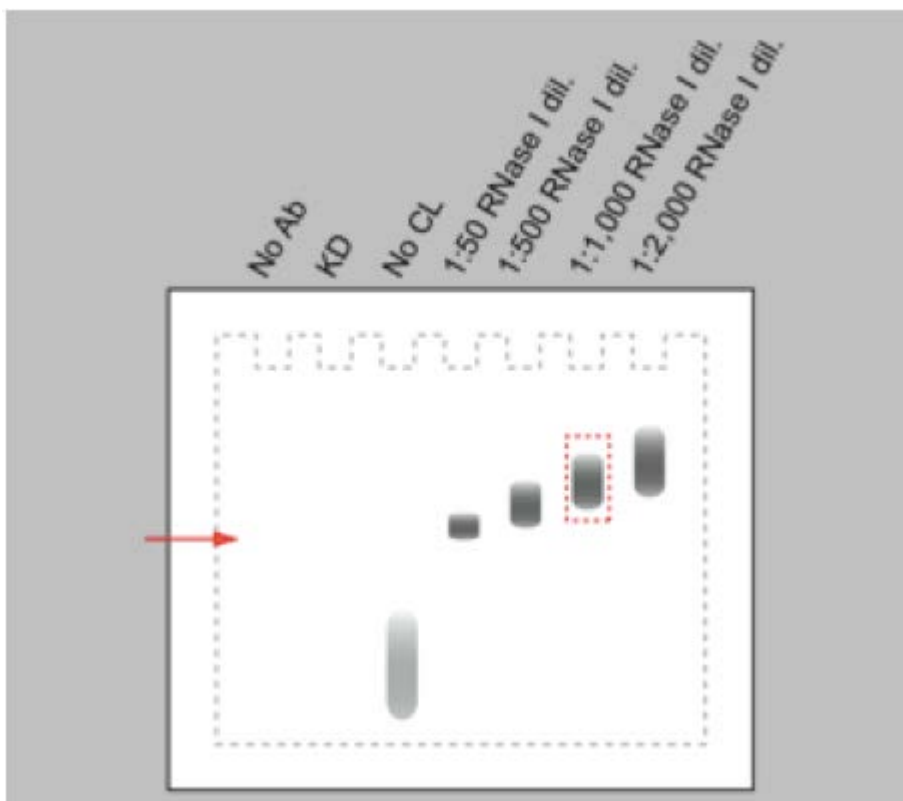 No Ab
KD
No CL
1:50 RNase I dil.
1:500 RNase I dil.
1:1,000 RNase I dil.
1:2,000 RNase I dil.